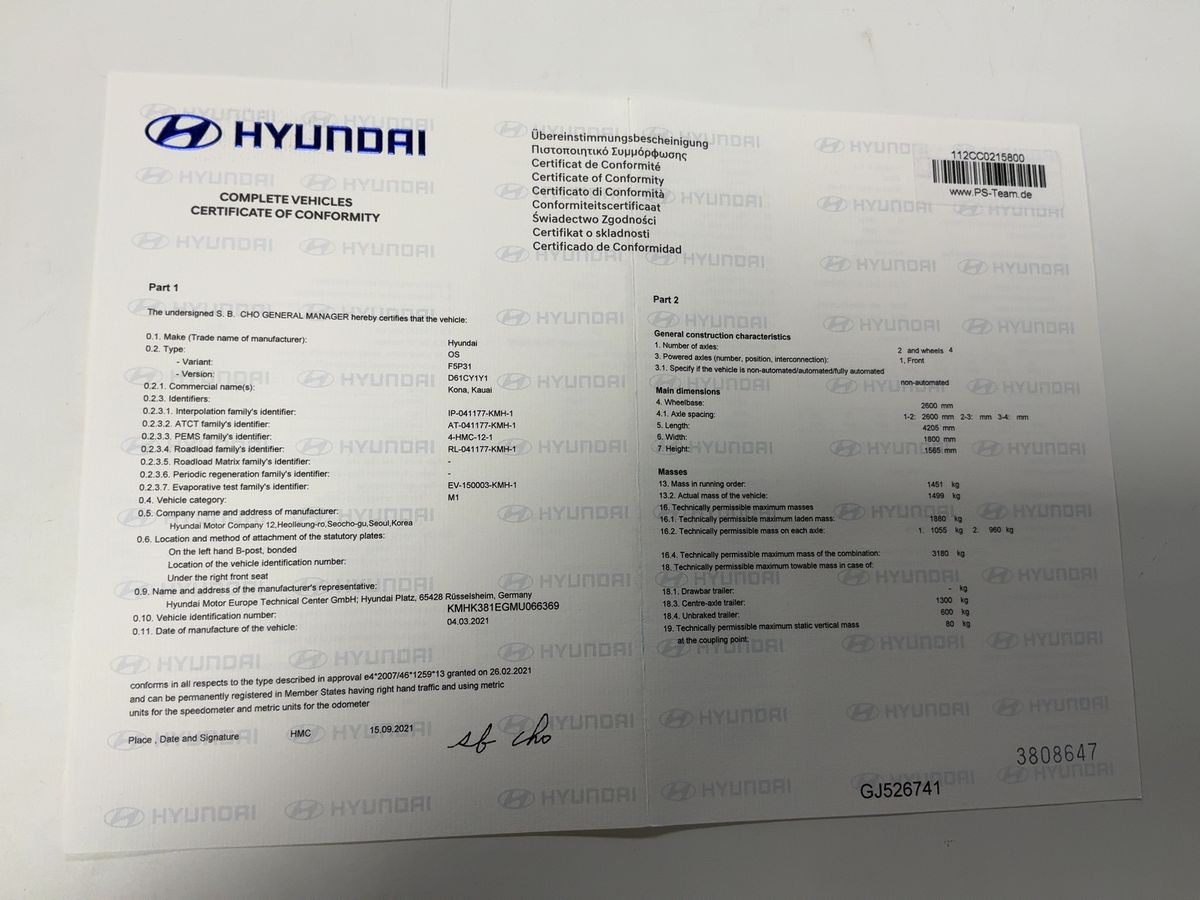 HYUNDAI
COMPLETE VEHICLES
CERTIFICATE OF CONFORMITY
Übereinstimmungsbescheinigung
Πιστοποιητικό Συμμόρφωσης
Certificat de Conformité
Certificate of Conformity
Certificato di Conformità
Conformiteitscertificaat
Świadectwo Zgodności
Certifikat o skladnosti
Certificado de Conformidad
112CC0215800
www.PS-Team.de
Part 1
The undersigned S. B. CHO GENERAL MANAGER hereby certifies that the vehicle:
0.1. Make (Trade name of manufacturer): Hyundai
0.2. Type: OS
- Variant: F5P31
- Version: D61CY1Y1
0.2.1. Commercial name(s): Kona, Kauai
0.2.3. Identifiers:
0.2.3.1. Interpolation family's identifier: IP-041177-KMH-1
0.2.3.2. ATCT family's identifier: AT-041177-KMH-1
0.2.3.3. PEMS family's identifier: 4-HMC-12-1
0.2.3.4. Roadload family's identifier: RL-041177-KMH-1
0.2.3.5. Roadload Matrix family's identifier: -
0.2.3.6. Periodic regeneration family's identifier: -
0.2.3.7. Evaporative test family's identifier: EV-150003-KMH-1
0.4. Vehicle category: M1
0.5. Company name and address of manufacturer:
Hyundai Motor Company 12,Heolleung-ro,Seocho-gu,Seoul,Korea
0.6. Location and method of attachment of the statutory plates:
On the left hand B-post, bonded
Location of the vehicle identification number:
Under the right front seat
0.9. Name and address of the manufacturer's representative:
Hyundai Motor Europe Technical Center GmbH; Hyundai Platz, 65428 Rüsselsheim, Germany
0.10. Vehicle identification number: KMHK381EGMU066369
0.11. Date of manufacture of the vehicle: 04.03.2021
conforms in all respects to the type described in approval e4*2007/46*1259*13 granted on 26.02.2021
and can be permanently registered in Member States having right hand traffic and using metric
units for the speedometer and metric units for the odometer
Place , Date and Signature HMC 15.09.2021 sb cho
Part 2
General construction characteristics
1. Number of axles: 2 and wheels 4
3. Powered axles (number, position, interconnection): 1, Front
3.1. Specify if the vehicle is non-automated/automated/fully automated
non-automated
Main dimensions
4. Wheelbase: 2600 mm
4.1. Axle spacing: 1-2: 2600 mm 2-3: mm 3-4: mm
5. Length: 4205 mm
6. Width: 1800 mm
7. Height: 1565 mm
Masses
13. Mass in running order: 1451 kg
13.2. Actual mass of the vehicle: 1499 kg
16. Technically permissible maximum masses
16.1. Technically permissible maximum laden mass: 1880 kg
16.2. Technically permissible mass on each axle: 1. 1055 kg 2. 960 kg
16.4. Technically permissible maximum mass of the combination: 3180 kg
18. Technically permissible maximum towable mass in case of:
18.1. Drawbar trailer: - kg
18.3. Centre-axle trailer: 1300 kg
18.4. Unbraked trailer: 600 kg
19. Technically permissible maximum static vertical mass 80 kg
at the coupling point:
3808647
GJ526741